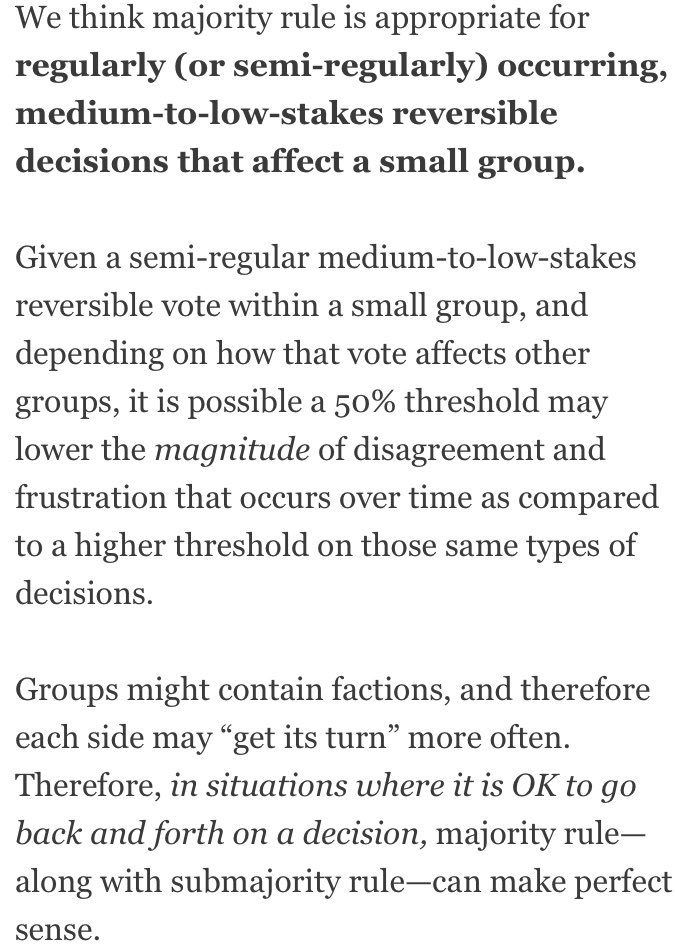 We think majority rule is appropriate for
regularly (or semi-regularly) occurring,
medium-to-low-stakes reversible
decisions that affect a small group.
Given a semi-regular medium-to-low-stakes
reversible vote within a small group, and
depending on how that vote affects other
groups, it is possible a 50% threshold may
lower the magnitude of disagreement and
frustration that occurs over time as compared
to a higher threshold on those same types of
decisions.
Groups might contain factions, and therefore
each side may “get its turn” more often.
Therefore, in situations where it is OK to go
back and forth on a decision, majority rule—
along with submajority rule—can make perfect
sense.